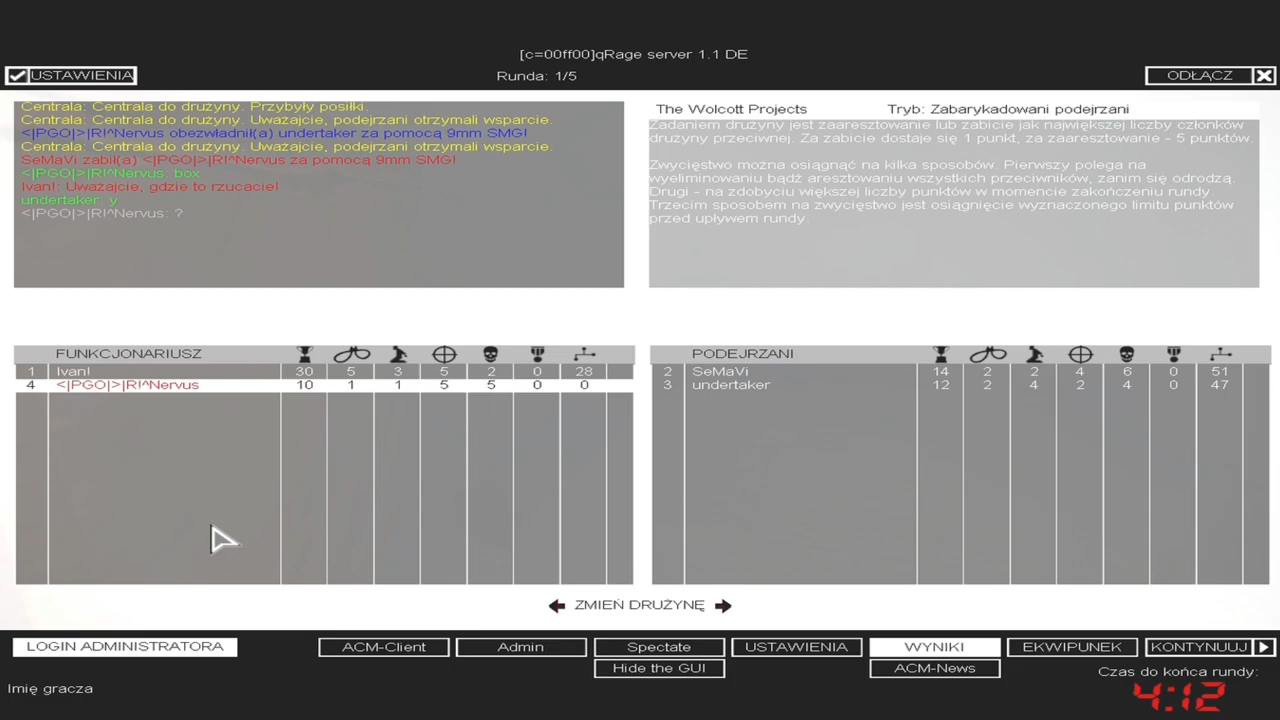 [c=00ff00]qRage server 1.1 DE
USTAWIENIA
Runda: 1/5
ODŁĄCZ
Centrala: Centrala do drużyny. Przybyły posiłki.
Centrala: Centrala do drużyny. Uważajcie, podejrzani otrzymali wsparcie.
<|PGO|>|R!^Nervus obezwładnił(a) undertaker za pomocą 9mm SMG!
Centrala: Centrala do drużyny. Uważajcie, podejrzani otrzymali wsparcie.
SeMaVi zabił(a) <|PGO|>|R!^Nervus za pomocą 9mm SMG!
<|PGO|>|R!^Nervus: box
Ivan!: Uważajcie, gdzie to rzucacie!
undertaker: y
<|PGO|>|R!^Nervus: ?
The Wolcott Projects Tryb: Zabarykadowani podejrzani
Zadaniem drużyny jest zaaresztowanie lub zabicie jak największej liczby członków
drużyny przeciwnej. Za zabicie dostaje się 1 punkt, za zaaresztowanie - 5 punktów.
Zwycięstwo można osiągnąć na kilka sposobów. Pierwszy polega na
wyeliminowaniu bądź aresztowaniu wszystkich przeciwników, zanim się odrodzą.
Drugi - na zdobyciu większej liczby punktów w momencie zakończeniu rundy.
Trzecim sposobem na zwycięstwo jest osiągnięcie wyznaczonego limitu punktów
przed upływem rundy.
FUNKCJONARIUSZ
1 Ivan! 30 5 3 5 2 0 28
4 <|PGO|>|R!^Nervus 10 1 1 5 5 0 0
PODEJRZANI
2 SeMaVi 14 2 2 4 6 0 51
3 undertaker 12 2 4 2 4 0 47
ZMIEŃ DRUŻYNĘ
LOGIN ADMINISTRATORA
ACM-Client
Admin
Spectate
USTAWIENIA
WYNIKI
EKWIPUNEK
KONTYNUUJ
Hide the GUI
ACM-News
Czas do końca rundy:
Imię gracza
4:12